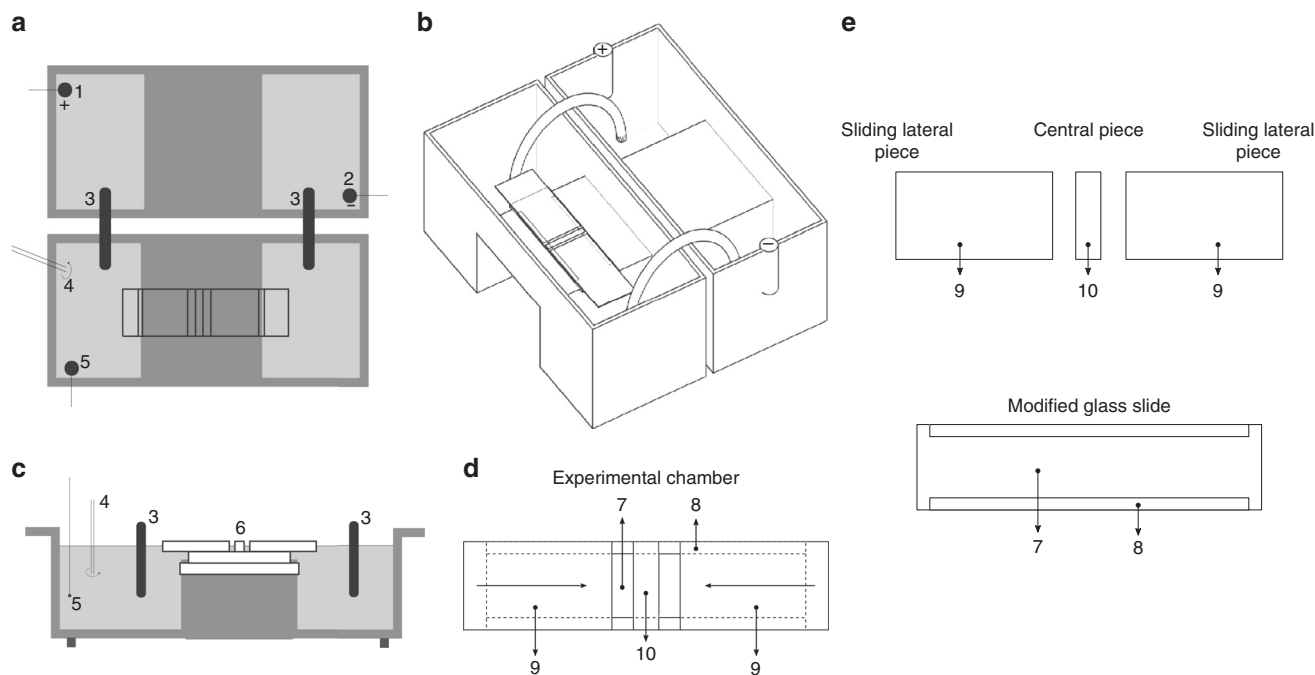 a
1
+
2
−
3
3
4
5
b
+
−
c
4
3
6
3
5
d
Experimental chamber
7
8
9
10
9
e
Sliding lateral
piece
Central piece
Sliding lateral
piece
9
10
9
Modified glass slide
7
8